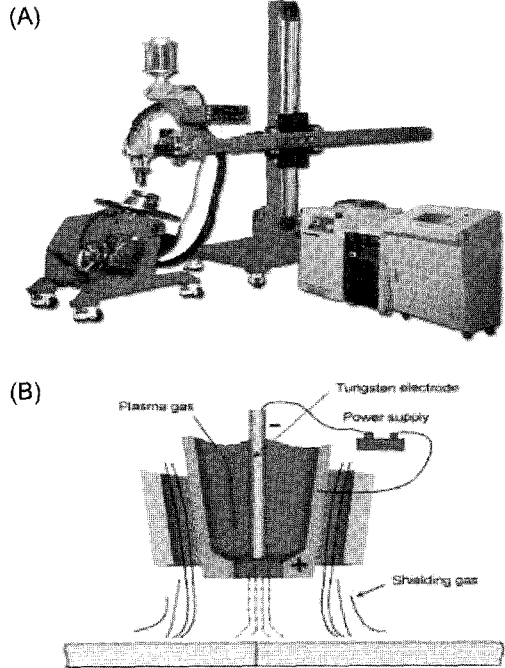 (A)
(B)
Tungsten electrode
Plasma gas
Power supply
−
+
Shielding gas